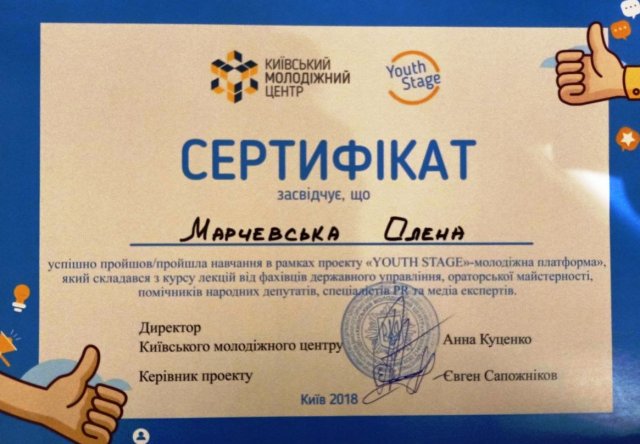 КИЇВСЬКИЙ
МОЛОДІЖНИЙ
ЦЕНТР
Youth
Stage
СЕРТИФІКАТ
засвідчує, що
Марчевська Олена
успішно пройшов/пройшла навчання в рамках проекту «YOUTH STAGE»-молодіжна платформа»,
який складався з курсу лекцій від фахівців державного управління, ораторської майстерності,
помічників народних депутатів, спеціалістів PR та медіа експертів.
Директор
Київського молодіжного центру Анна Куценко
Керівник проекту Євген Сапожніков
Київ 2018